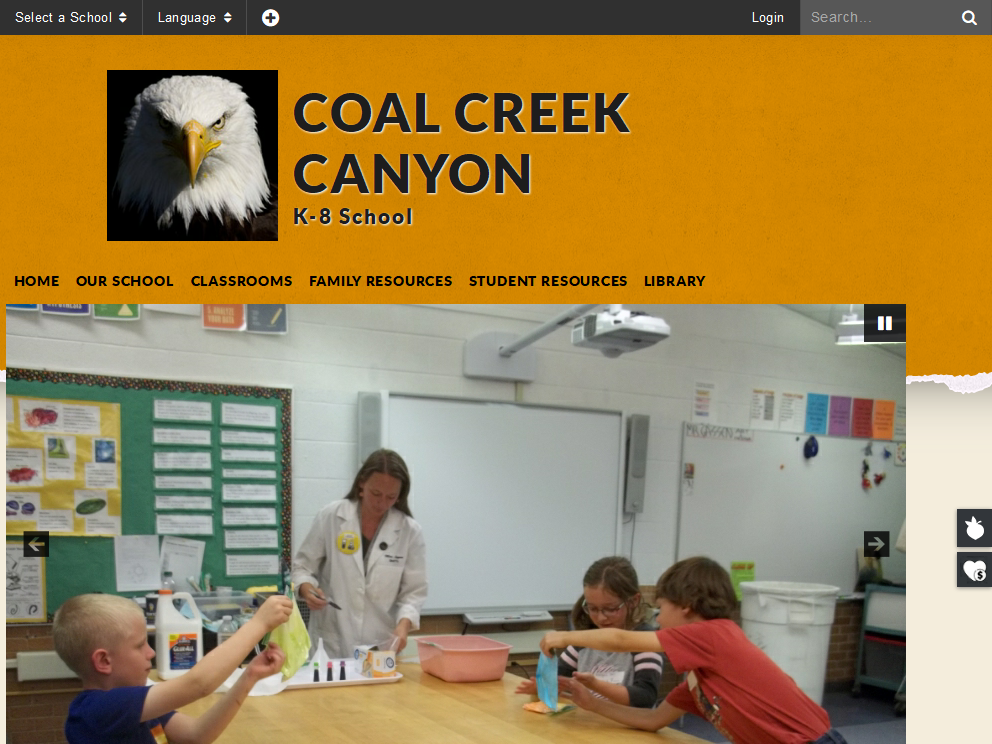 Select a School
Language
Login
Search...
COAL CREEK
CANYON
K-8 School
HOME
OUR SCHOOL
CLASSROOMS
FAMILY RESOURCES
STUDENT RESOURCES
LIBRARY